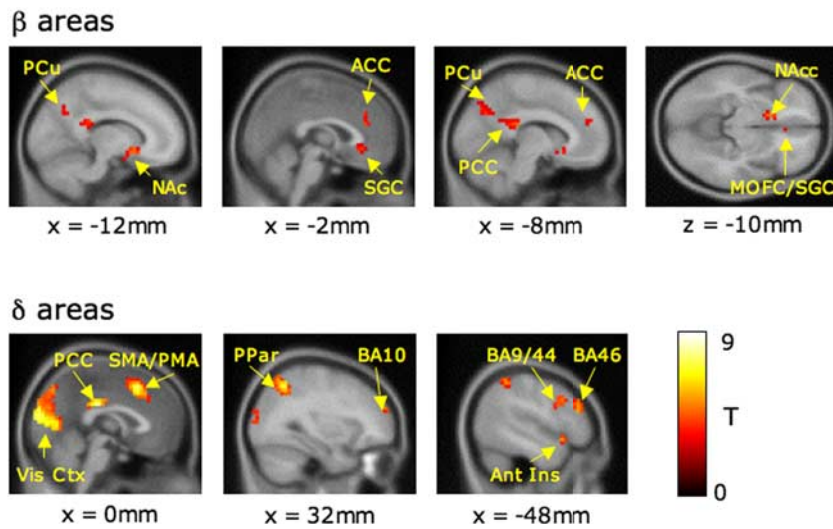 β areas
PCu
NAc
x = -12mm
ACC
SGC
x = -2mm
PCu
ACC
PCC
x = -8mm
NAcc
MOFC/SGC
z = -10mm
δ areas
PCC
SMA/PMA
Vis Ctx
x = 0mm
PPar
BA10
x = 32mm
BA9/44
BA46
Ant Ins
x = -48mm
9
T
0